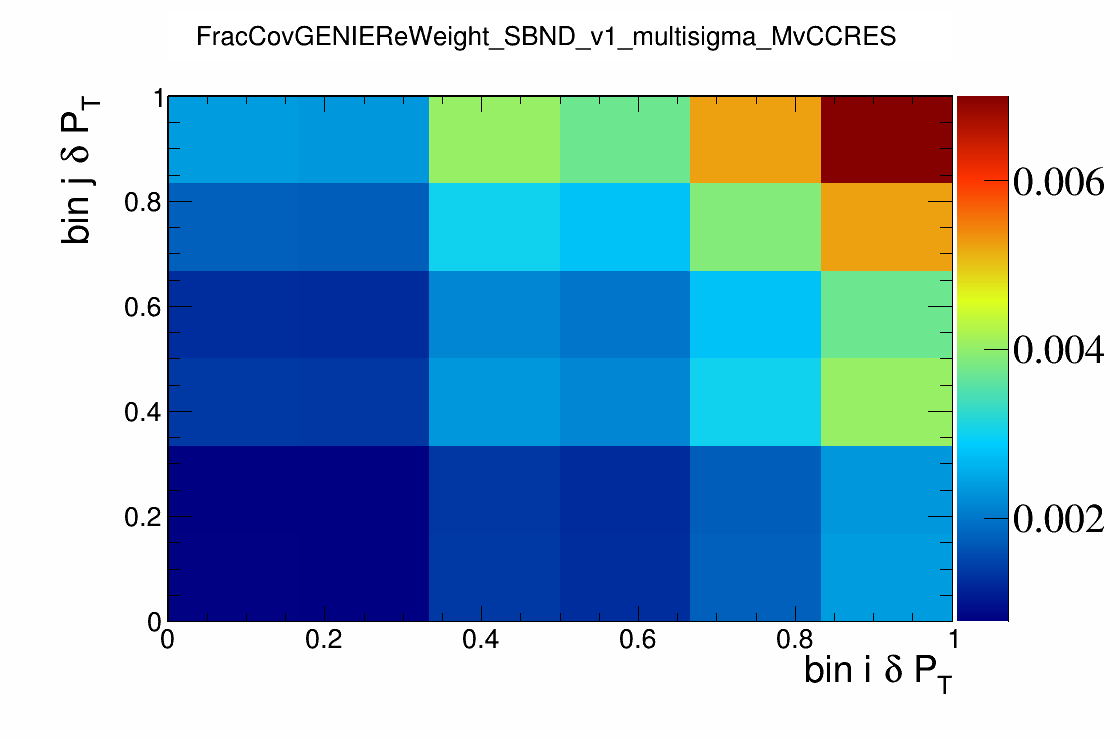 FracCovGENIEReWeight_SBND_v1_multisigma_MvCCRES
bin j δ P_T
1
0.8
0.6
0.4
0.2
0
0 0.2 0.4 0.6 0.8 1
bin i δ P_T
0.006
0.004
0.002